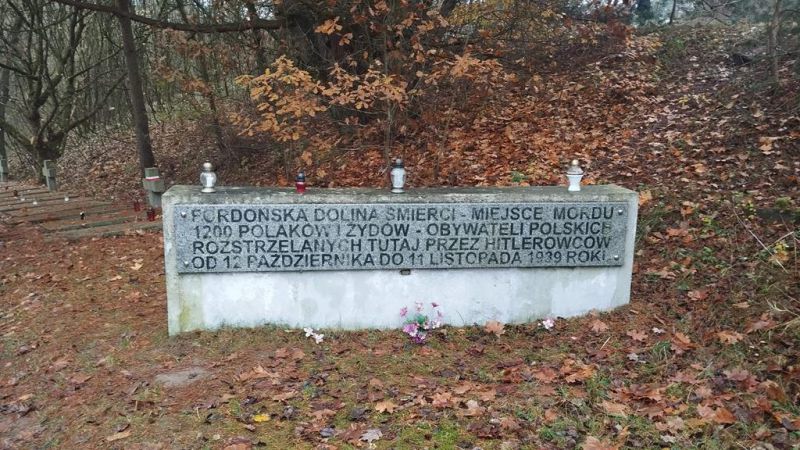 FORDOŃSKA DOLINA ŚMIERCI - MIEJSCE MORDU
1200 POLAKÓW I ŻYDÓW - OBYWATELI POLSKICH
ROZSTRZELANYCH TUTAJ PRZEZ HITLEROWCÓW
OD 12 PAŹDZIERNIKA DO 11 LISTOPADA 1939 ROKU